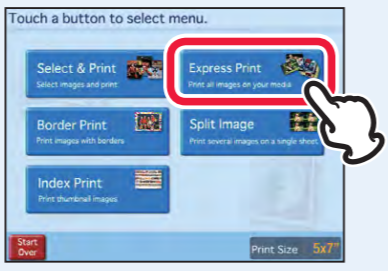 Touch a button to select menu.
Select & Print
Select images and print
Express Print
Print all images on your media
Border Print
Print images with borders
Split Image
Print several images on a single sheet
Index Print
Print thumbnail images
Start
Over
Print Size 5x7"